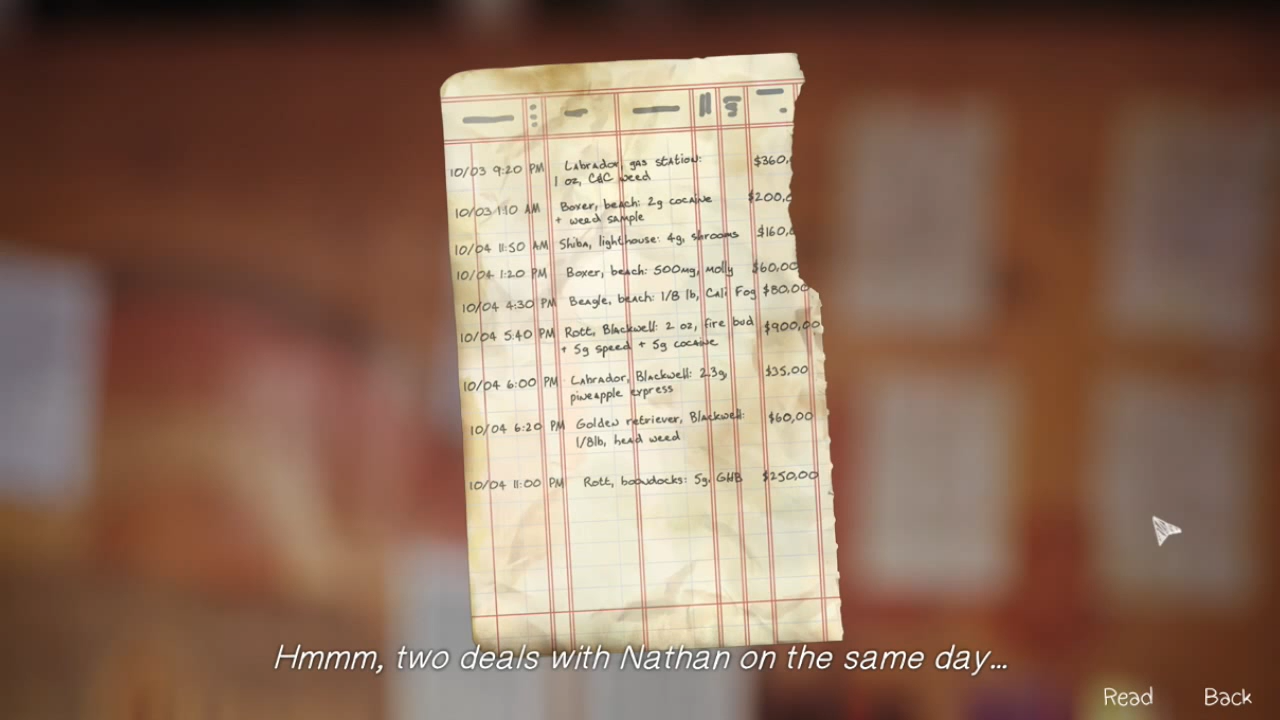 10/03 9:20 PM Labrador, gas station: $360,
1 oz, C&C weed
10/03 1:10 AM Boxer, beach: 2g cocaine $200,0
+ weed sample
10/04 11:50 AM Shiba, lighthouse: 4g, shrooms $160,0
10/04 1:20 PM Boxer, beach: 500mg, molly $60,00
10/04 4:30 PM Beagle, beach: 1/8 lb, Cali Fog $80,00
10/04 5:40 PM Rott, Blackwell: 2 oz, fire bud $900,00
+ 5g speed + 5g cocaine
10/04 6:00 PM Labrador, Blackwell: 2.3g, $35,00
pineapple express
10/04 6:20 PM Golden retriever, Blackwell: $60,00
1/8lb, head weed
10/04 11:00 PM Rott, boowdocks: 5g, GHB $250,00
Hmmm, two deals with Nathan on the same day...
Read Back